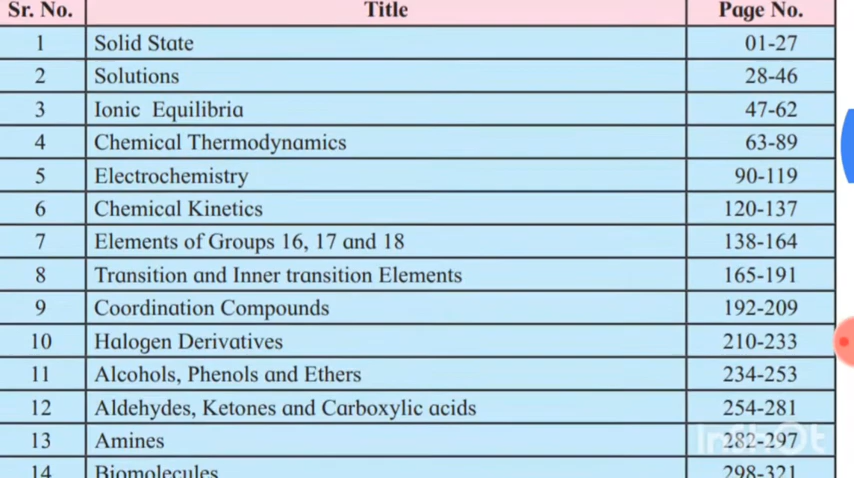 Sr. No. Title Page No.
1 Solid State 01-27
2 Solutions 28-46
3 Ionic Equilibria 47-62
4 Chemical Thermodynamics 63-89
5 Electrochemistry 90-119
6 Chemical Kinetics 120-137
7 Elements of Groups 16, 17 and 18 138-164
8 Transition and Inner transition Elements 165-191
9 Coordination Compounds 192-209
10 Halogen Derivatives 210-233
11 Alcohols, Phenols and Ethers 234-253
12 Aldehydes, Ketones and Carboxylic acids 254-281
13 Amines 282-297
InShOt
14 Biomolecules 298-321